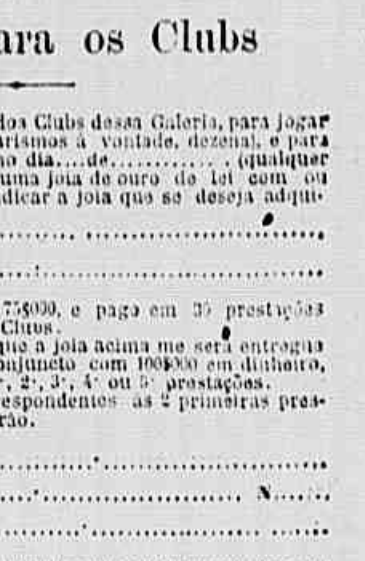 ara os Clubs
dos Clubs dessa Galeria, para jogar
arismos á vontade, dezena), e para
no dia....de............ (qualquer
uma joia de ouro de lei com ou
dicar a joia que se deseja adqui-
75$000, e pago em 35 prestações
Clubs.
que a joia acima me será entregue
onjuncto com 100$000 em dinheiro,
2ª, 3ª, 4ª ou 5ª prestações.
espondentes as 2 primeiras pres-
rão.